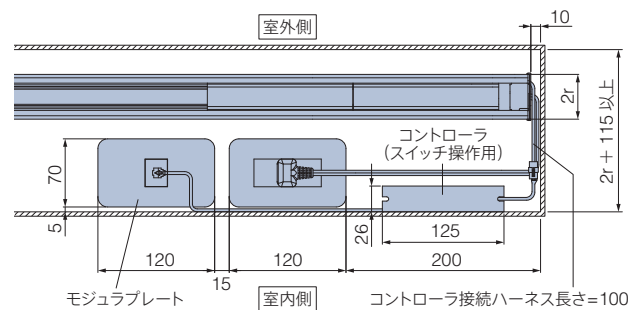 室外側
10
2r
2r + 115 以上
コントローラ
(スイッチ操作用)
70
5
26
125
120
15
120
200
モジュラプレート
室内側
コントローラ接続ハーネス長さ=100